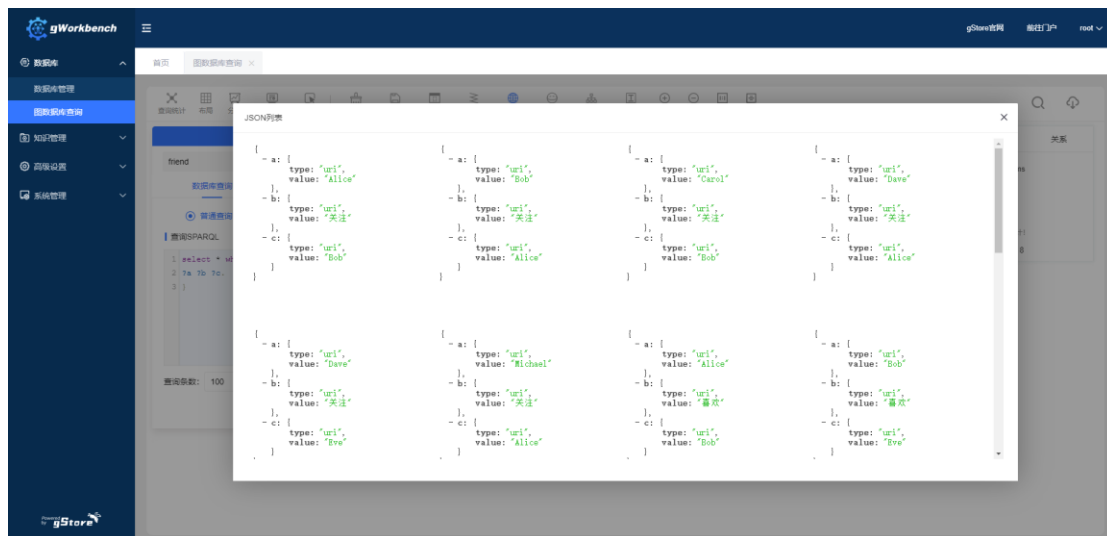 gWorkbench
gStore官网 前往门户 root
数据库
首页 图数据库查询 ×
数据库管理
图数据库查询
知识管理
高级设置
系统管理
查询统计 布局
JSON列表 ×
关系
friend
数据库查询
普通查询
查询SPARQL
1 select * wh
2 ?a ?b ?c.
3 }
查询条数: 100
{ { { {
- a: { - a: { - a: { - a: {
type: "uri", type: "uri", type: "uri", type: "uri",
value: "Alice" value: "Bob" value: "Carol" value: "Dave"
}, }, }, },
- b: { - b: { - b: { - b: {
type: "uri", type: "uri", type: "uri", type: "uri",
value: "关注" value: "关注" value: "关注" value: "关注"
}, }, }, },
- c: { - c: { - c: { - c: {
type: "uri", type: "uri", type: "uri", type: "uri",
value: "Bob" value: "Alice" value: "Bob" value: "Alice"
} } } }
} } } }
{ { { {
- a: { - a: { - a: { - a: {
type: "uri", type: "uri", type: "uri", type: "uri",
value: "Dave" value: "Michael" value: "Alice" value: "Bob"
}, }, }, },
- b: { - b: { - b: { - b: {
type: "uri", type: "uri", type: "uri", type: "uri",
value: "关注" value: "关注" value: "喜欢" value: "喜欢"
}, }, }, },
- c: { - c: { - c: { - c: {
type: "uri", type: "uri", type: "uri", type: "uri",
value: "Eve" value: "Alice" value: "Bob" value: "Eve"
} } } }
Powered by gStore